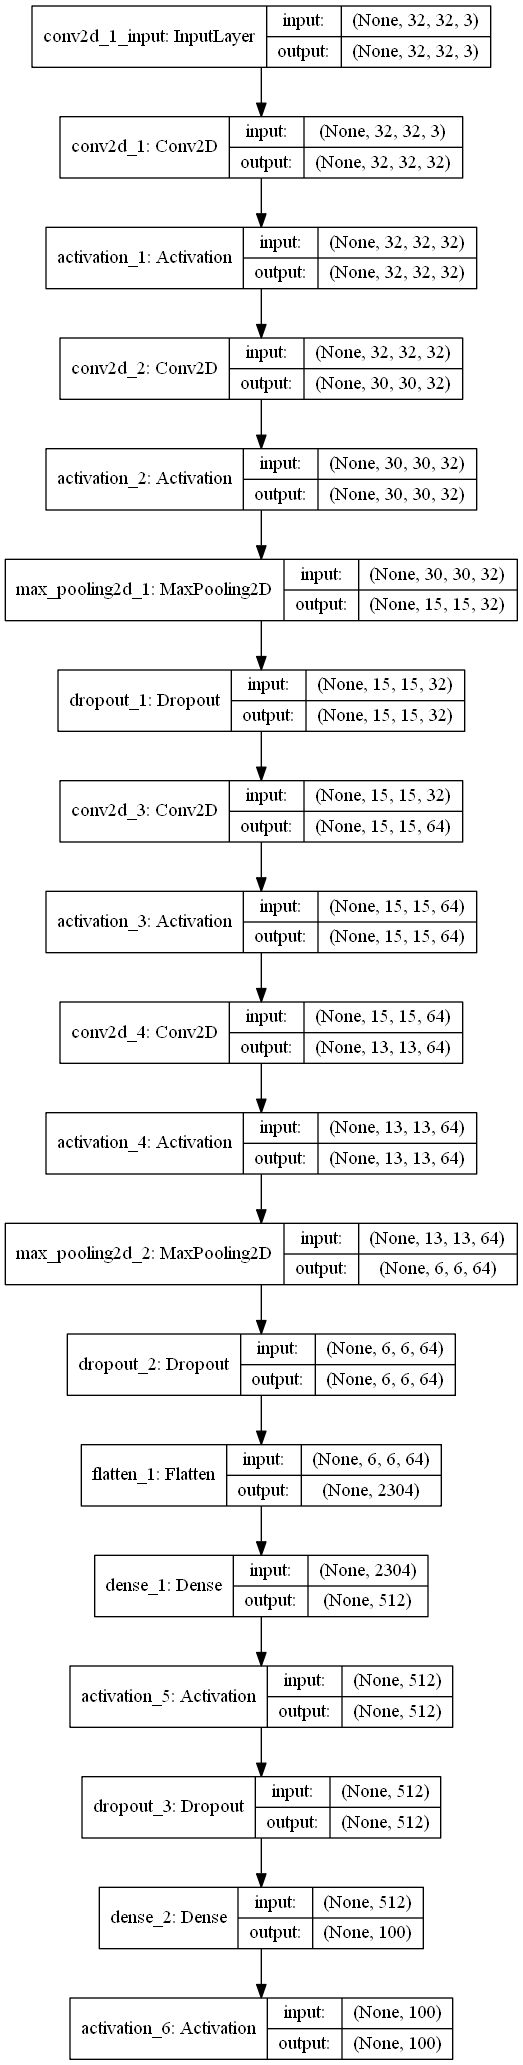 conv2d_1_input: InputLayer
input: (None, 32, 32, 3)
output: (None, 32, 32, 3)
conv2d_1: Conv2D
input: (None, 32, 32, 3)
output: (None, 32, 32, 32)
activation_1: Activation
input: (None, 32, 32, 32)
output: (None, 32, 32, 32)
conv2d_2: Conv2D
input: (None, 32, 32, 32)
output: (None, 30, 30, 32)
activation_2: Activation
input: (None, 30, 30, 32)
output: (None, 30, 30, 32)
max_pooling2d_1: MaxPooling2D
input: (None, 30, 30, 32)
output: (None, 15, 15, 32)
dropout_1: Dropout
input: (None, 15, 15, 32)
output: (None, 15, 15, 32)
conv2d_3: Conv2D
input: (None, 15, 15, 32)
output: (None, 15, 15, 64)
activation_3: Activation
input: (None, 15, 15, 64)
output: (None, 15, 15, 64)
conv2d_4: Conv2D
input: (None, 15, 15, 64)
output: (None, 13, 13, 64)
activation_4: Activation
input: (None, 13, 13, 64)
output: (None, 13, 13, 64)
max_pooling2d_2: MaxPooling2D
input: (None, 13, 13, 64)
output: (None, 6, 6, 64)
dropout_2: Dropout
input: (None, 6, 6, 64)
output: (None, 6, 6, 64)
flatten_1: Flatten
input: (None, 6, 6, 64)
output: (None, 2304)
dense_1: Dense
input: (None, 2304)
output: (None, 512)
activation_5: Activation
input: (None, 512)
output: (None, 512)
dropout_3: Dropout
input: (None, 512)
output: (None, 512)
dense_2: Dense
input: (None, 512)
output: (None, 100)
activation_6: Activation
input: (None, 100)
output: (None, 100)